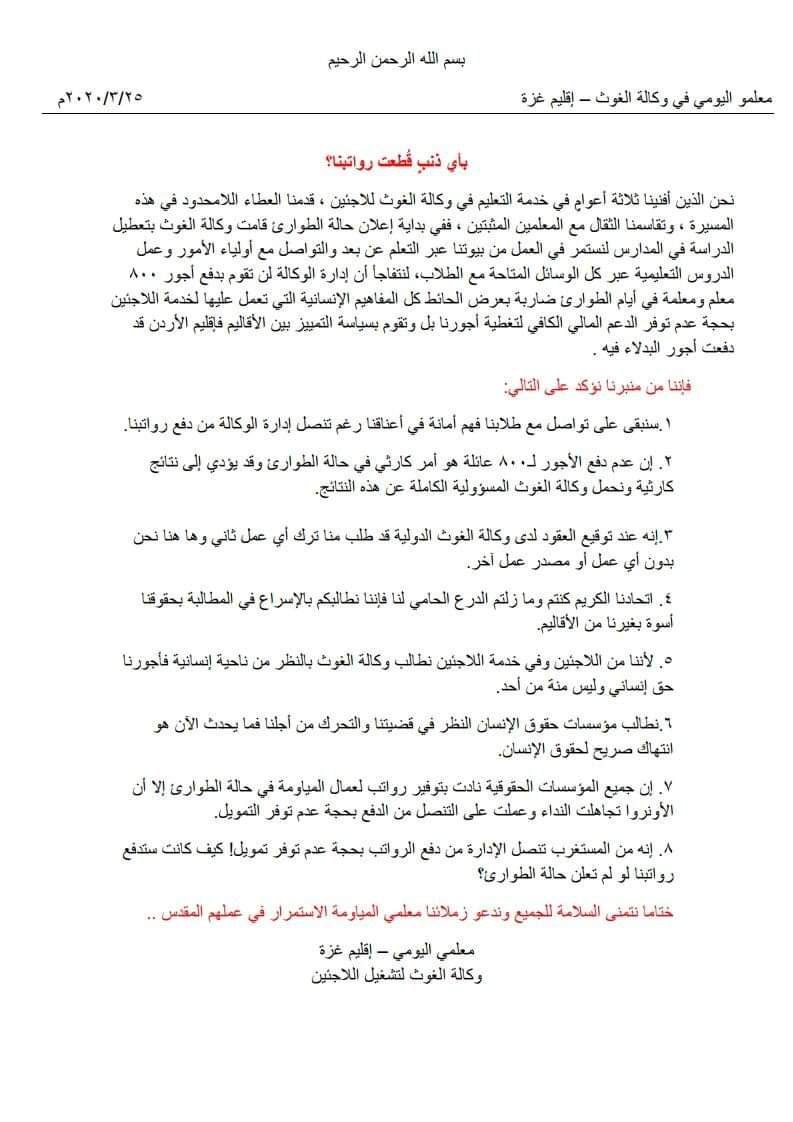 بسم الله الرحمن الرحيم
معلمو اليومي في وكالة الغوث – إقليم غزة ٢٠٢٠/٣/٢٥م
بأي ذنبٍ قُطعت رواتبنا؟
نحن الذين أفنينا ثلاثة أعوامٍ في خدمة التعليم في وكالة الغوث للاجئين ، قدمنا العطاء اللامحدود في هذه
المسيرة ، وتقاسمنا الثقال مع المعلمين المثبتين ، ففي بداية إعلان حالة الطوارئ قامت وكالة الغوث بتعطيل
الدراسة في المدارس لنستمر في العمل من بيوتنا عبر التعلم عن بعد والتواصل مع أولياء الأمور وعمل
الدروس التعليمية عبر كل الوسائل المتاحة مع الطلاب، لنتفاجأ أن إدارة الوكالة لن تقوم بدفع أجور ٨٠٠
معلم ومعلمة في أيام الطوارئ ضاربة بعرض الحائط كل المفاهيم الإنسانية التي تعمل عليها لخدمة اللاجئين
بحجة عدم توفر الدعم المالي الكافي لتغطية أجورنا بل وتقوم بسياسة التمييز بين الأقاليم فإقليم الأردن قد
دفعت أجور البدلاء فيه .
فإننا من منبرنا نؤكد على التالي:
١.سنبقى على تواصل مع طلابنا فهم أمانة في أعناقنا رغم تنصل إدارة الوكالة من دفع رواتبنا.
٢. إن عدم دفع الأجور لـ٨٠٠ عائلة هو أمر كارثي في حالة الطوارئ وقد يؤدي إلى نتائج
كارثية ونحمل وكالة الغوث المسؤولية الكاملة عن هذه النتائج.
٣.إنه عند توقيع العقود لدى وكالة الغوث الدولية قد طلب منا ترك أي عمل ثاني وها هنا نحن
بدون أي عمل أو مصدر عمل آخر.
٤. اتحادنا الكريم كنتم وما زلتم الدرع الحامي لنا فإننا نطالبكم بالإسراع في المطالبة بحقوقنا
أسوة بغيرنا من الأقاليم.
٥. لأننا من اللاجئين وفي خدمة اللاجئين نطالب وكالة الغوث بالنظر من ناحية إنسانية فأجورنا
حق إنساني وليس منة من أحد.
٦.نطالب مؤسسات حقوق الإنسان النظر في قضيتنا والتحرك من أجلنا فما يحدث الآن هو
انتهاك صريح لحقوق الإنسان.
٧. إن جميع المؤسسات الحقوقية نادت بتوفير رواتب لعمال المياومة في حالة الطوارئ إلا أن
الأونروا تجاهلت النداء وعملت على التنصل من الدفع بحجة عدم توفر التمويل.
٨. إنه من المستغرب تنصل الإدارة من دفع الرواتب بحجة عدم توفر تمويل! كيف كانت ستدفع
رواتبنا لو لم تعلن حالة الطوارئ؟
ختاما نتمنى السلامة للجميع وندعو زملائنا معلمي المياومة الاستمرار في عملهم المقدس ..
معلمي اليومي – إقليم غزة
وكالة الغوث لتشغيل اللاجئين